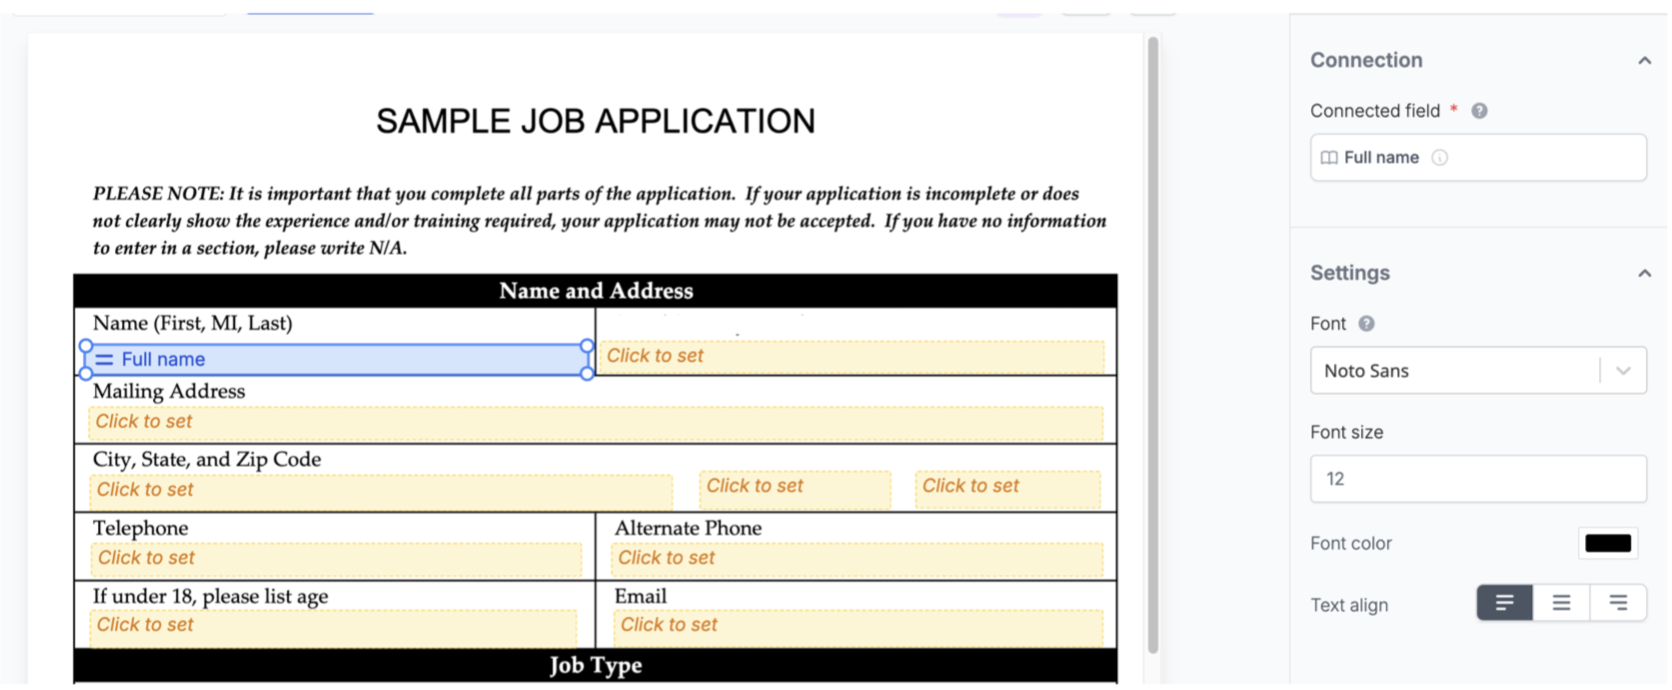 SAMPLE JOB APPLICATION
PLEASE NOTE: It is important that you complete all parts of the application. If your application is incomplete or does
not clearly show the experience and/or training required, your application may not be accepted. If you have no information
to enter in a section, please write N/A.
Name and Address
Name (First, MI, Last)
Full name
Click to set
Mailing Address
Click to set
City, State, and Zip Code
Click to set Click to set Click to set
Telephone
Click to set
Alternate Phone
Click to set
If under 18, please list age
Click to set
Email
Click to set
Job Type
Connection
Connected field *
Full name
Settings
Font
Noto Sans
Font size
12
Font color
Text align